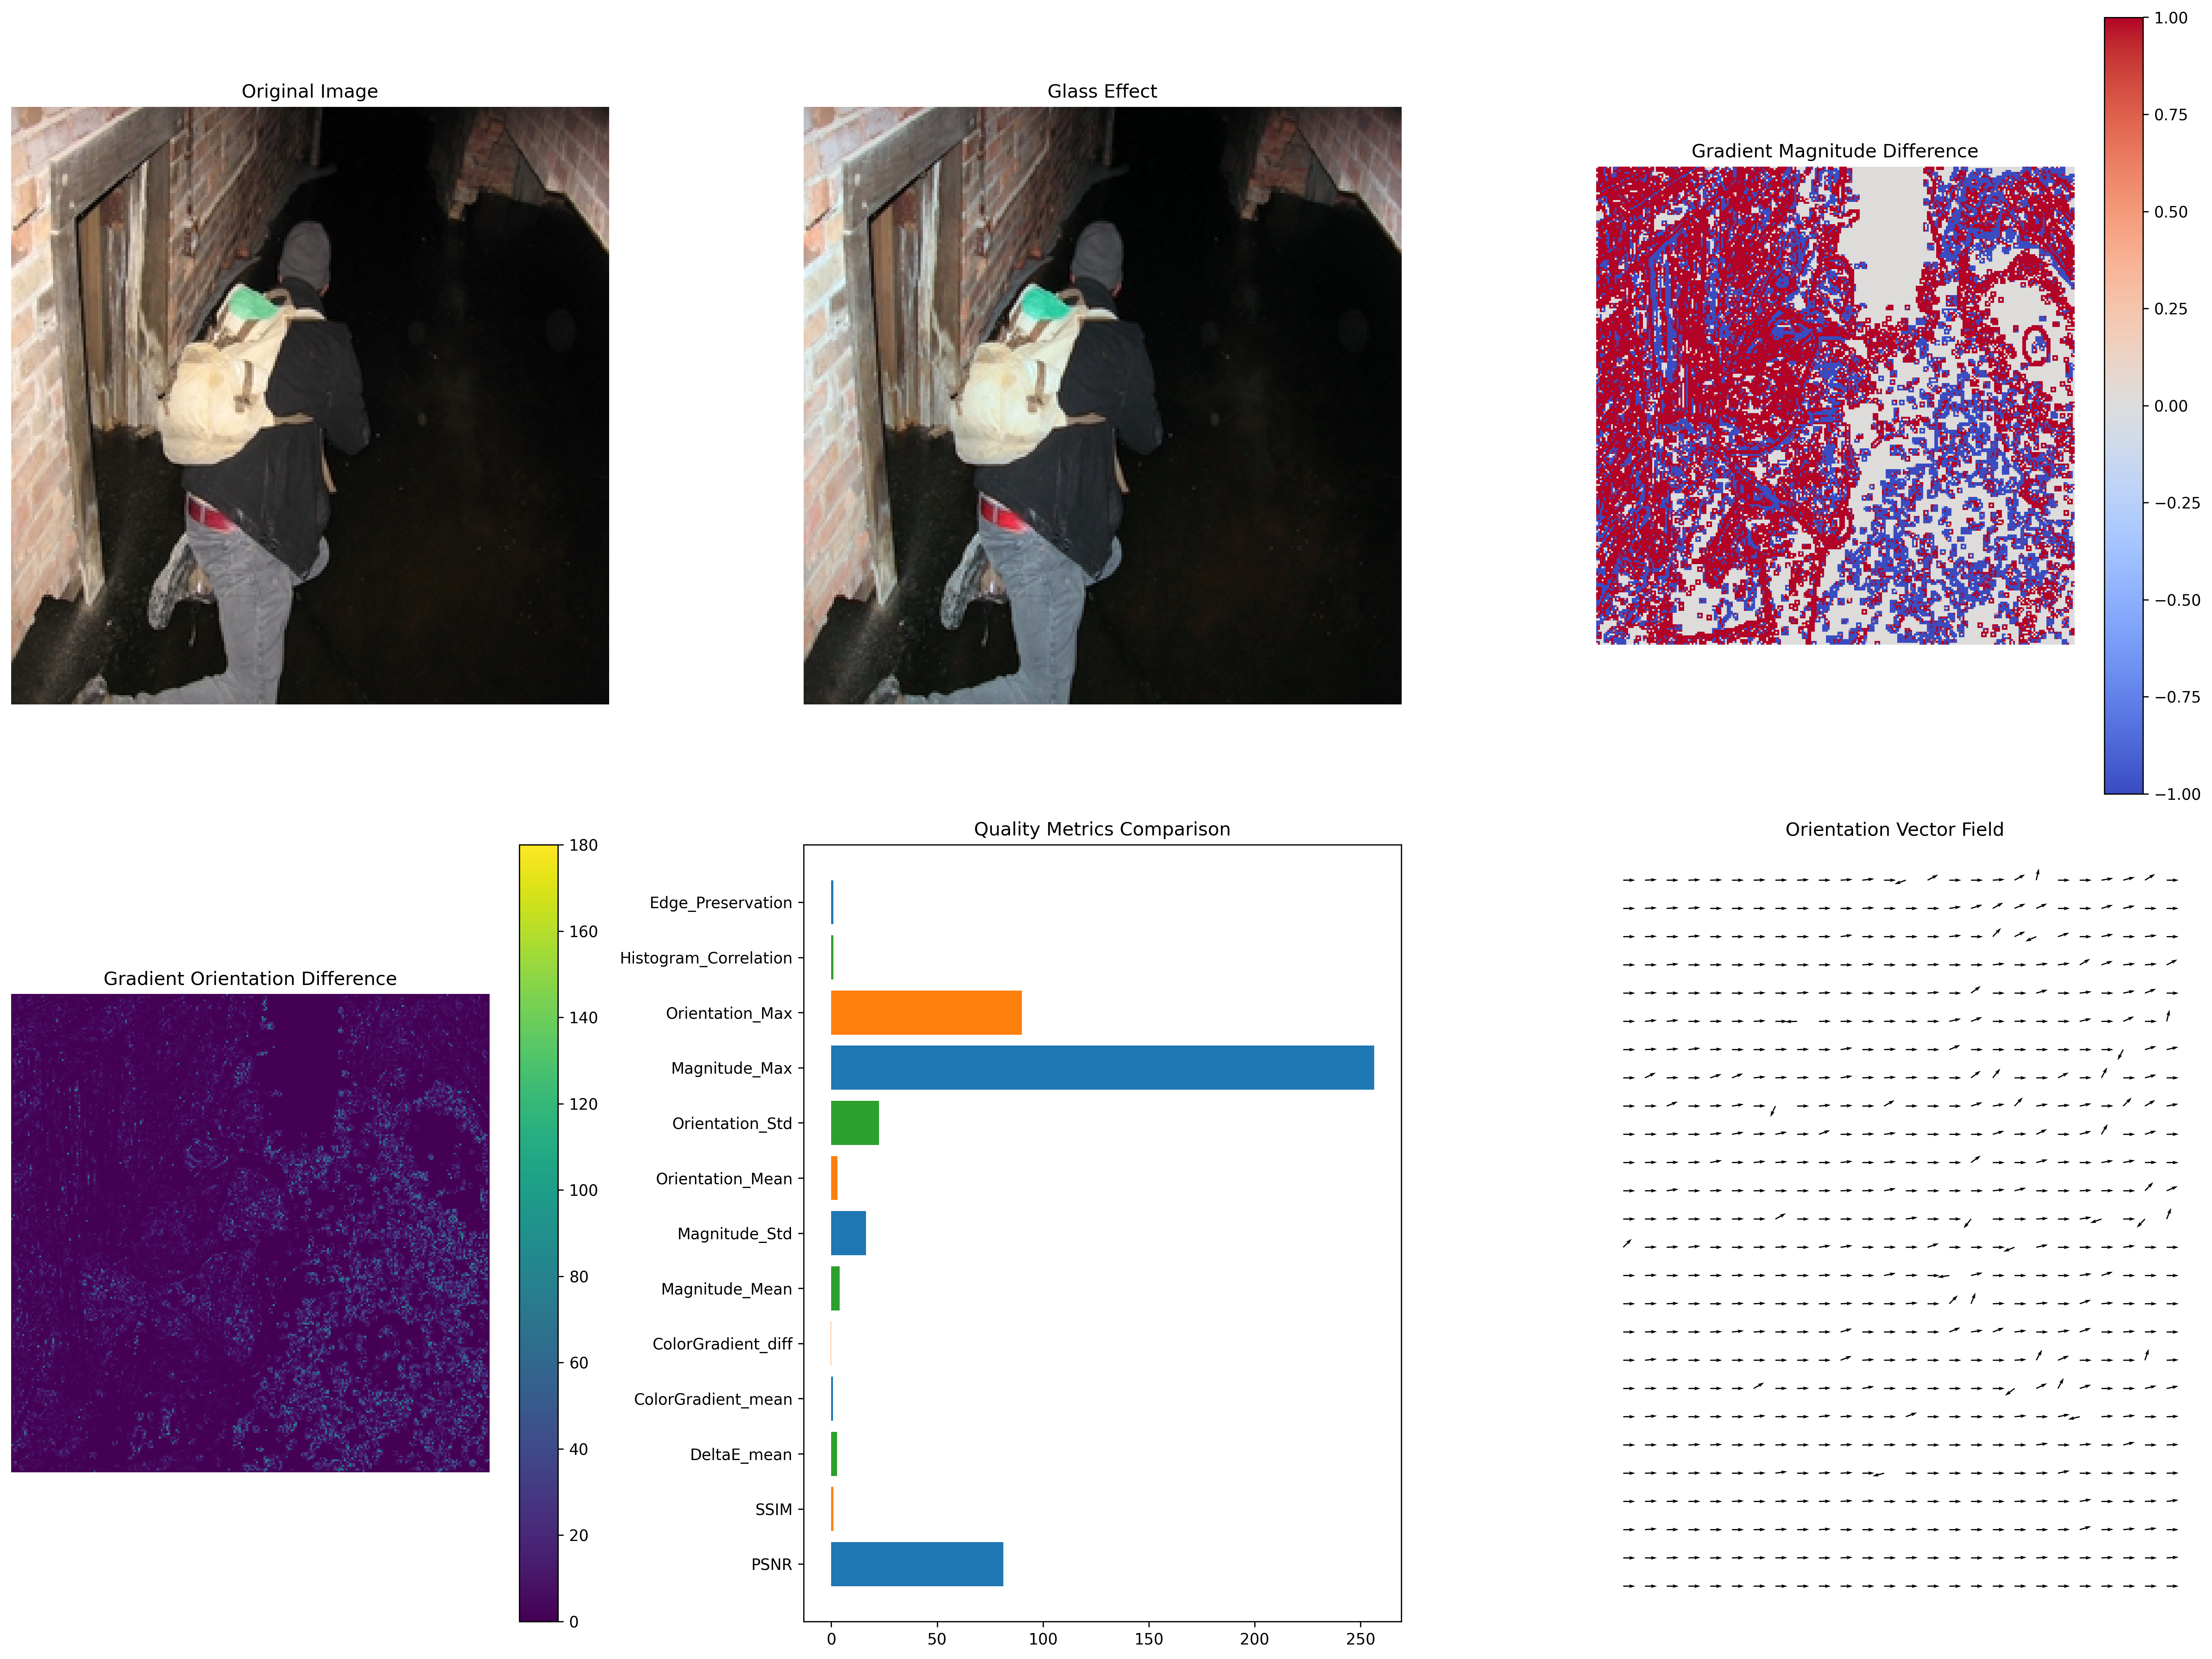 Original Image
Glass Effect
Gradient Magnitude Difference
1.00
0.75
0.50
0.25
0.00
−0.25
−0.50
−0.75
−1.00
Gradient Orientation Difference
180
160
140
120
100
80
60
40
20
0
Quality Metrics Comparison
Edge_Preservation
Histogram_Correlation
Orientation_Max
Magnitude_Max
Orientation_Std
Orientation_Mean
Magnitude_Std
Magnitude_Mean
ColorGradient_diff
ColorGradient_mean
DeltaE_mean
SSIM
PSNR
0 50 100 150 200 250
Orientation Vector Field